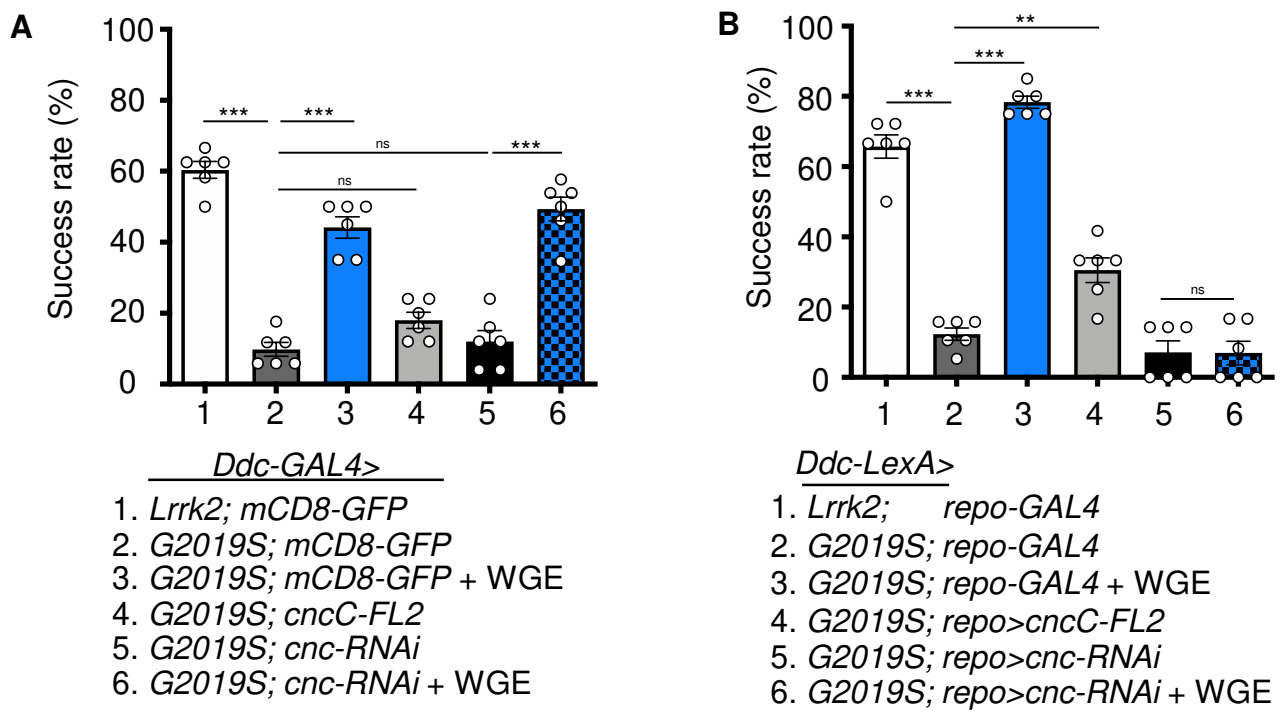 A
Success rate (%)
100
80
60
40
20
0
***
***
ns
***
ns
1 2 3 4 5 6
Ddc-GAL4>
1. Lrrk2; mCD8-GFP
2. G2019S; mCD8-GFP
3. G2019S; mCD8-GFP + WGE
4. G2019S; cncC-FL2
5. G2019S; cnc-RNAi
6. G2019S; cnc-RNAi + WGE
B
Success rate (%)
100
80
60
40
20
0
**
***
***
ns
1 2 3 4 5 6
Ddc-LexA>
1. Lrrk2; repo-GAL4
2. G2019S; repo-GAL4
3. G2019S; repo-GAL4 + WGE
4. G2019S; repo>cncC-FL2
5. G2019S; repo>cnc-RNAi
6. G2019S; repo>cnc-RNAi + WGE